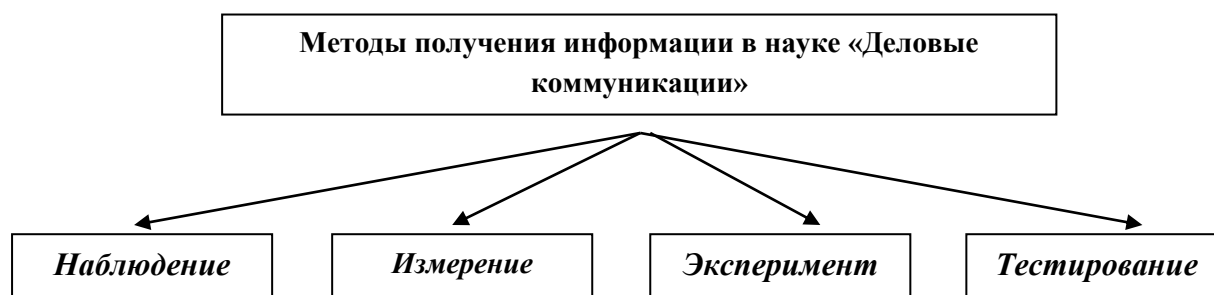 Методы получения информации в науке «Деловые
коммуникации»
Наблюдение
Измерение
Эксперимент
Тестирование